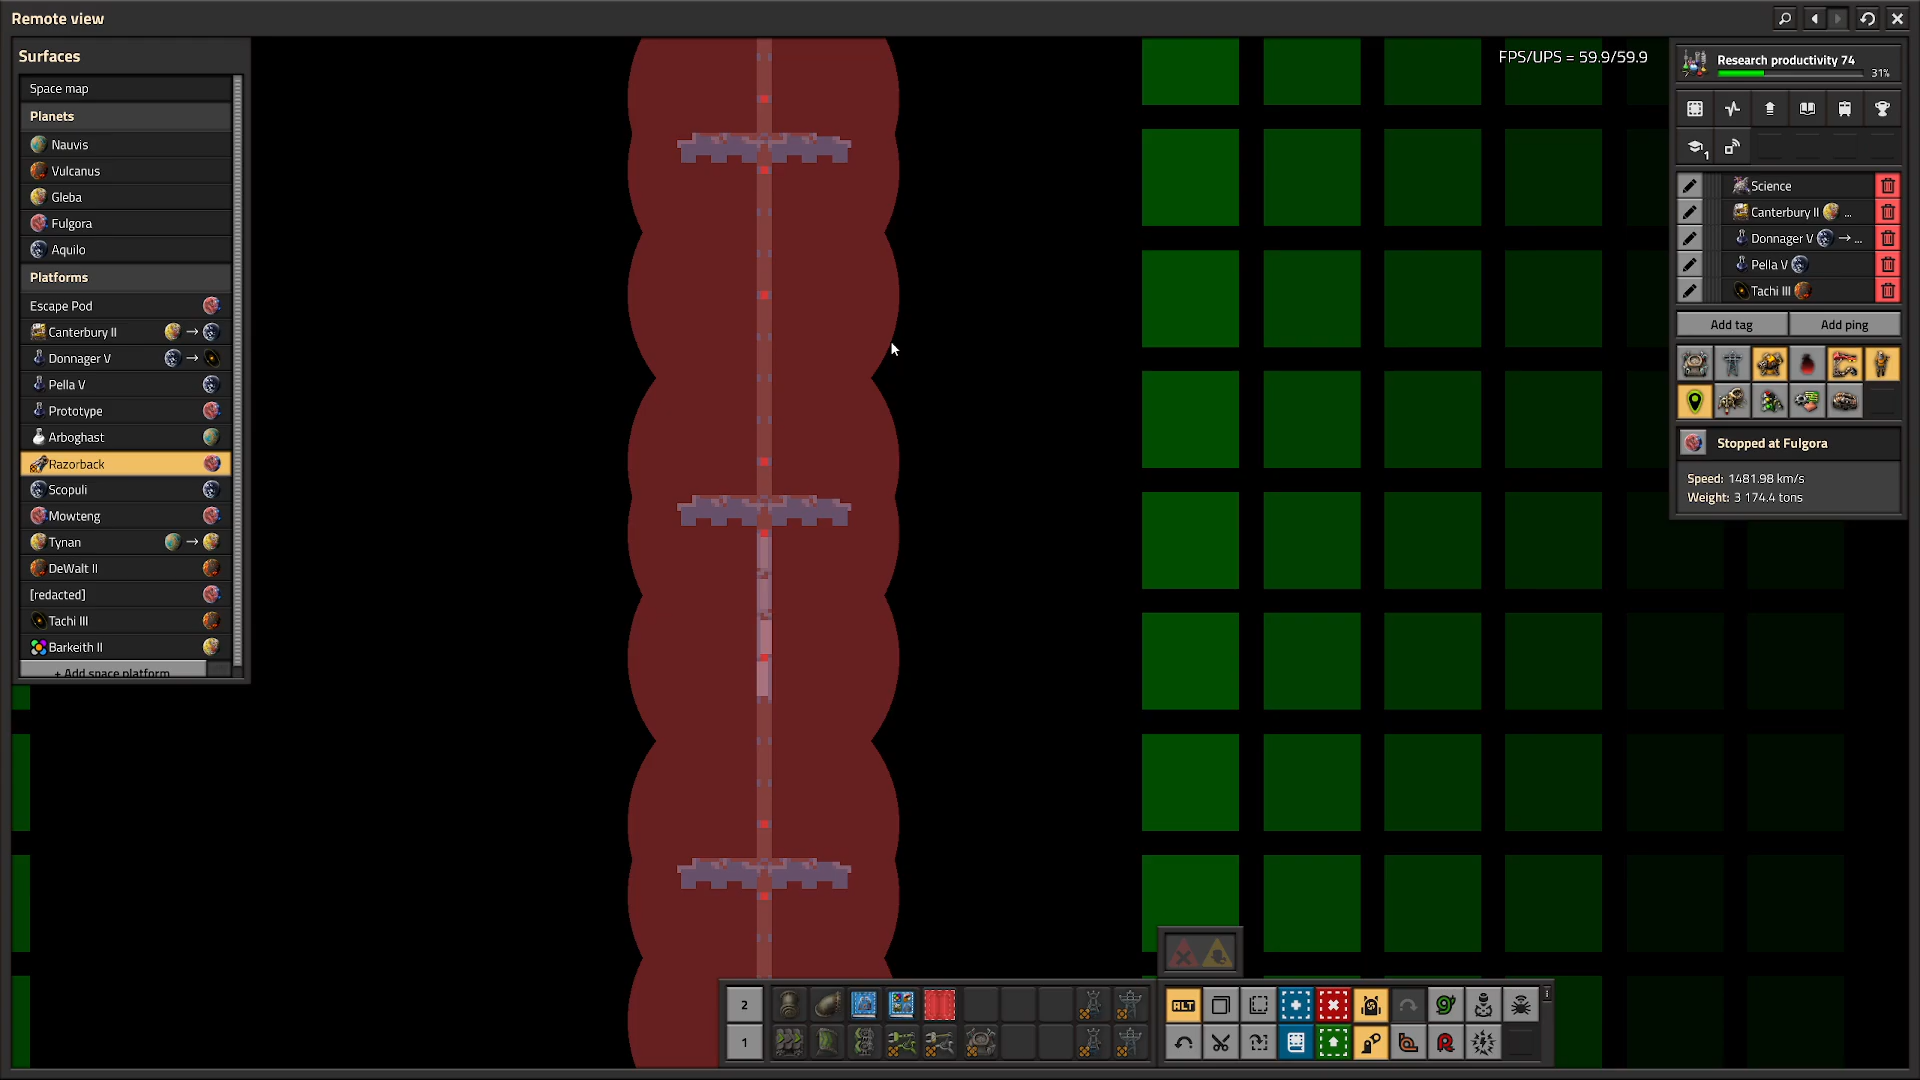 Remote view
Surfaces
Space map
Planets
Nauvis
Vulcanus
Gleba
Fulgora
Aquilo
Platforms
Escape Pod
Canterbury II →
Donnager V →
Pella V
Prototype
Arboghast
Razorback
Scopuli
Mowteng
Tynan →
DeWalt II
[redacted]
Tachi III
Barkeith II
+ Add space platform
FPS/UPS = 59.9/59.9
Research productivity 74
31%
1
Science
Canterbury II ...
Donnager V → ...
Pella V
Tachi III
Add tag
Add ping
Stopped at Fulgora
Speed: 1481.98 km/s
Weight: 3 174.4 tons
2
ALT
1